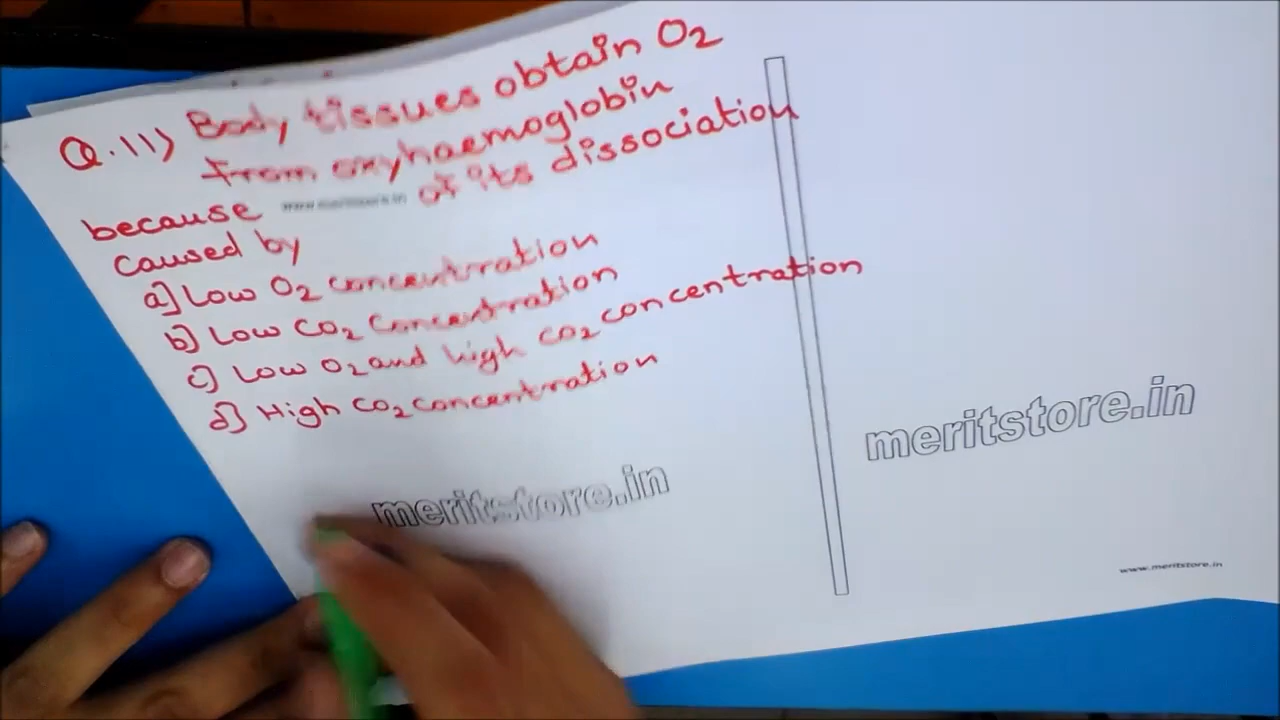 Q.11) Body tissues obtain O2
from oxyhaemoglobin
because www.meritstore.in of its dissociation
caused by
a] Low O2 concentration
b] Low CO2 Concentration
c] Low O2 and high CO2 concentration
d] High CO2 concentration
meritstore.in
meritstore.in
www.meritstore.in